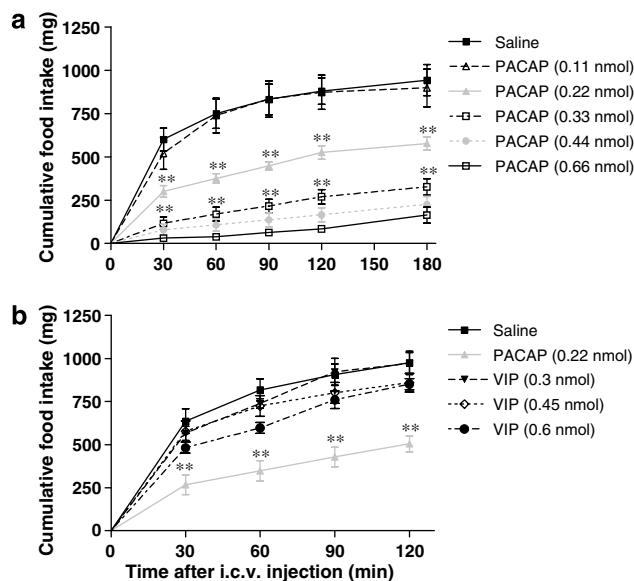 a
Cumulative food intake (mg)
1250
1000
750
500
250
0
0 30 60 90 120 150 180
** ** ** ** **
** ** ** ** **
Saline
PACAP (0.11 nmol)
PACAP (0.22 nmol)
PACAP (0.33 nmol)
PACAP (0.44 nmol)
PACAP (0.66 nmol)
b
Cumulative food intake (mg)
1250
1000
750
500
250
0
0 30 60 90 120
** ** ** **
Time after i.c.v. injection (min)
Saline
PACAP (0.22 nmol)
VIP (0.3 nmol)
VIP (0.45 nmol)
VIP (0.6 nmol)